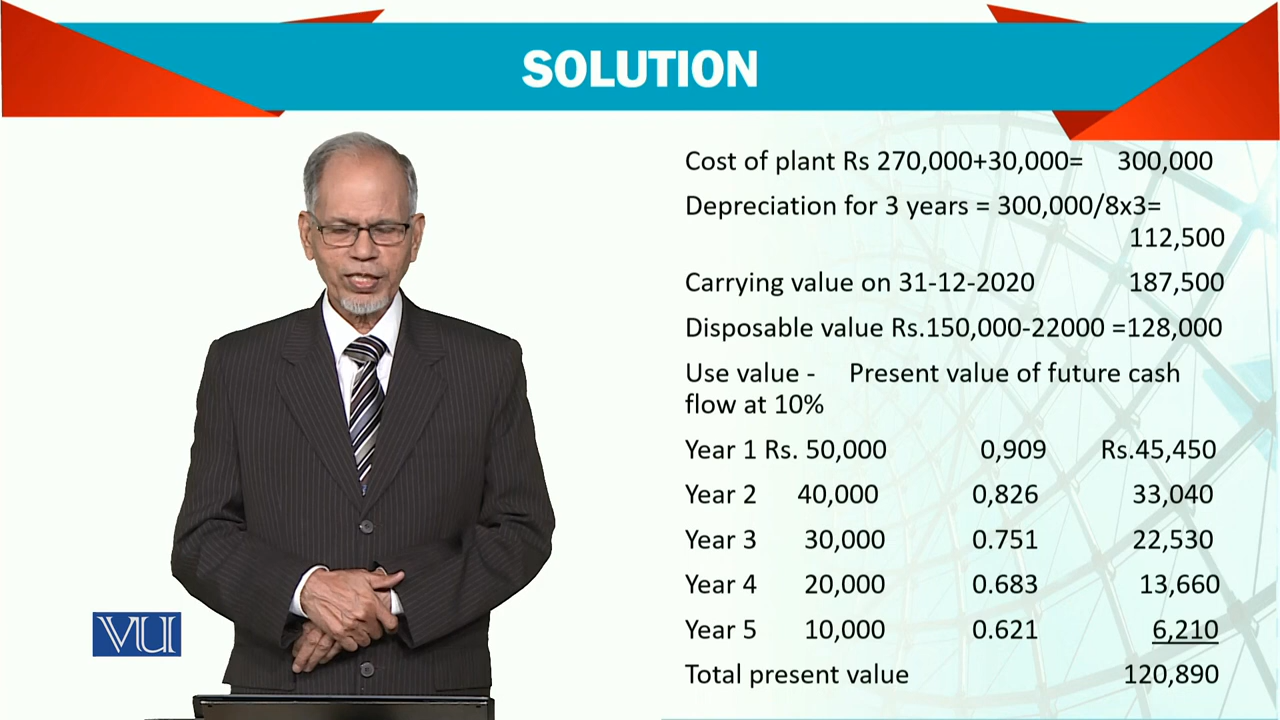 SOLUTION
Cost of plant Rs 270,000+30,000= 300,000
Depreciation for 3 years = 300,000/8x3=
112,500
Carrying value on 31-12-2020 187,500
Disposable value Rs.150,000-22000 =128,000
Use value - Present value of future cash
flow at 10%
Year 1 Rs. 50,000 0,909 Rs.45,450
Year 2 40,000 0,826 33,040
Year 3 30,000 0.751 22,530
Year 4 20,000 0.683 13,660
Year 5 10,000 0.621 6,210
Total present value 120,890
VU